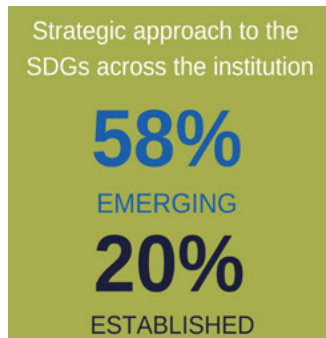 Strategic approach to the
SDGs across the institution
58%
EMERGING
20%
ESTABLISHED